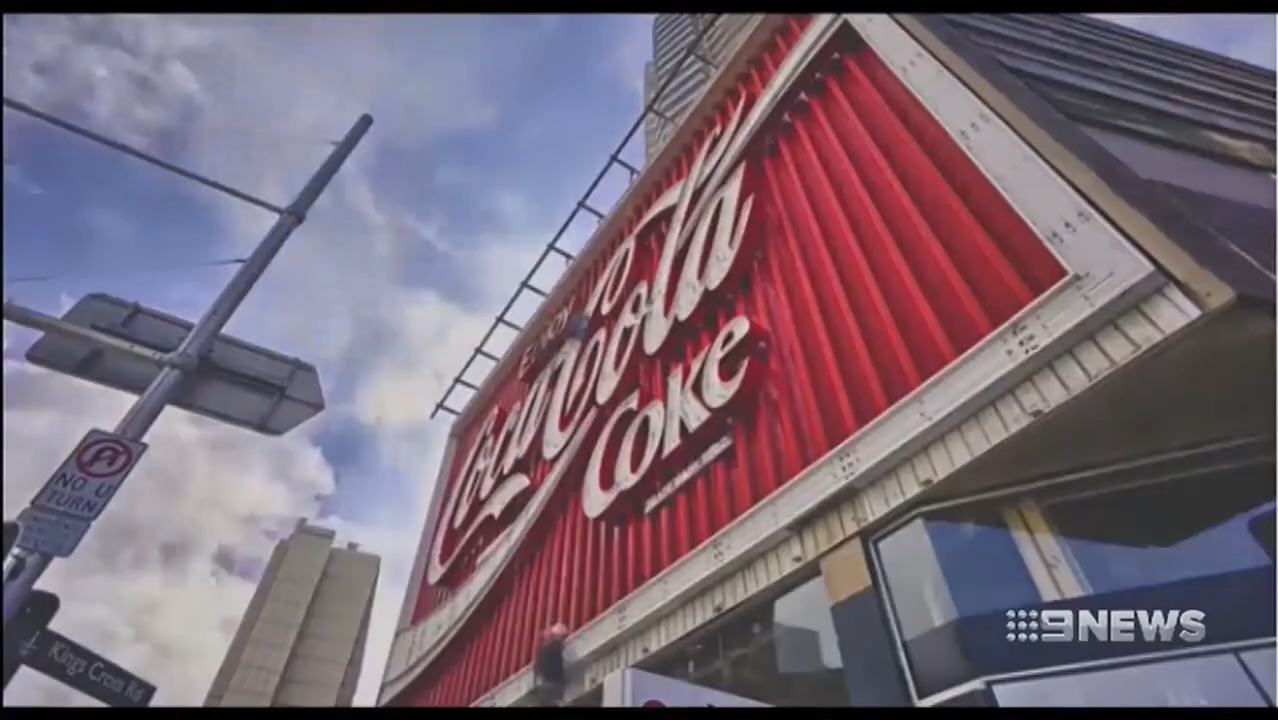 Enjoy
Coca-Cola
Coke
NO U
TURN
Kings Cross Rd
9NEWS